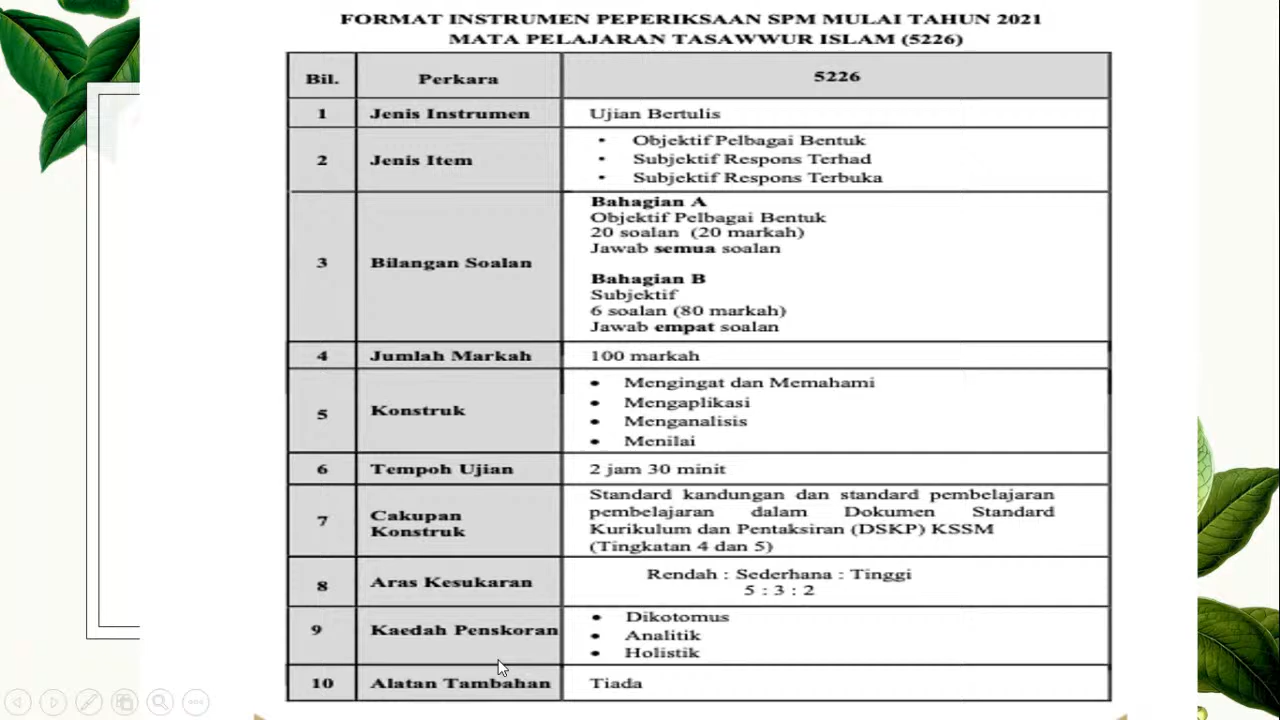 FORMAT INSTRUMEN PEPERIKSAAN SPM MULAI TAHUN 2021
MATA PELAJARAN TASAWWUR ISLAM (5226)
Bil. Perkara 5226
1 Jenis Instrumen Ujian Bertulis
2 Jenis Item
• Objektif Pelbagai Bentuk
• Subjektif Respons Terhad
• Subjektif Respons Terbuka
3 Bilangan Soalan
Bahagian A
Objektif Pelbagai Bentuk
20 soalan (20 markah)
Jawab semua soalan
Bahagian B
Subjektif
6 soalan (80 markah)
Jawab empat soalan
4 Jumlah Markah 100 markah
5 Konstruk
• Mengingat dan Memahami
• Mengaplikasi
• Menganalisis
• Menilai
6 Tempoh Ujian 2 jam 30 minit
7 Cakupan
Konstruk
Standard kandungan dan standard pembelajaran
pembelajaran dalam Dokumen Standard
Kurikulum dan Pentaksiran (DSKP) KSSM
(Tingkatan 4 dan 5)
8 Aras Kesukaran
Rendah : Sederhana : Tinggi
5 : 3 : 2
9 Kaedah Penskoran
• Dikotomus
• Analitik
• Holistik
10 Alatan Tambahan Tiada